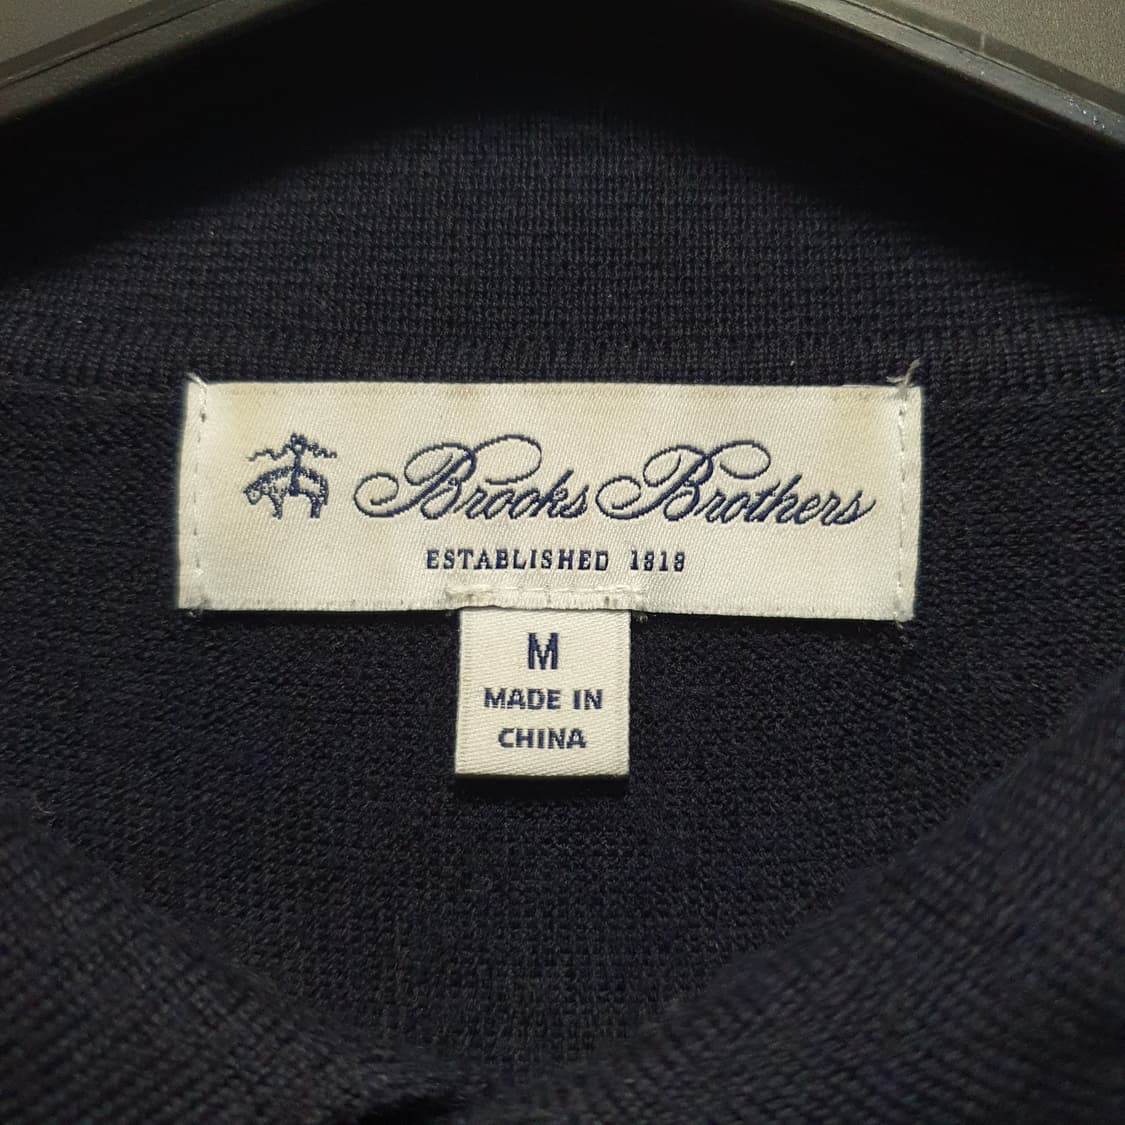 Brooks Brothers
ESTABLISHED 1818
M
MADE IN
CHINA